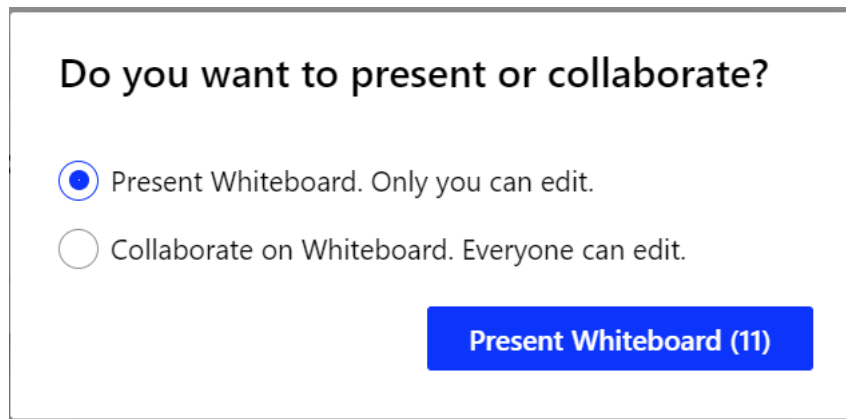 Do you want to present or collaborate?
Present Whiteboard. Only you can edit.
Collaborate on Whiteboard. Everyone can edit.
Present Whiteboard (11)